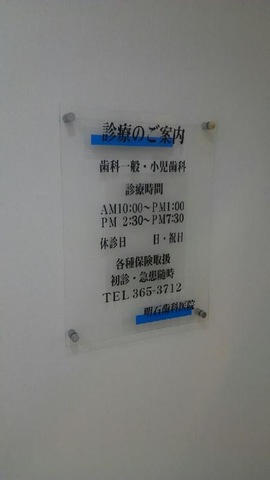 診療のご案内
歯科一般・小児歯科
診療時間
AM10:00〜PM1:00
PM 2:30〜PM7:30
休診日 日・祝日
各種保険取扱
初診・急患随時
TEL 365-3712
明石歯科医院